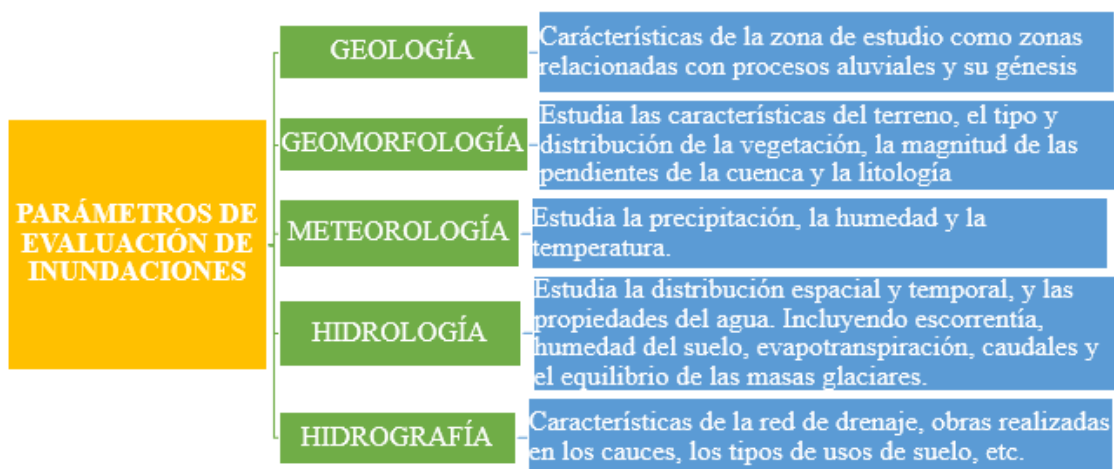 PARÁMETROS DE
EVALUACIÓN DE
INUNDACIONES
GEOLOGÍA
Carácterísticas de la zona de estudio como zonas
relacionadas con procesos aluviales y su génesis
GEOMORFOLOGÍA
Estudia las características del terreno, el tipo y
distribución de la vegetación, la magnitud de las
pendientes de la cuenca y la litología
METEOROLOGÍA
Estudia la precipitación, la humedad y la
temperatura.
HIDROLOGÍA
Estudia la distribución espacial y temporal, y las
propiedades del agua. Incluyendo escorrentía,
humedad del suelo, evapotranspiración, caudales y
el equilibrio de las masas glaciares.
HIDROGRAFÍA
Características de la red de drenaje, obras realizadas
en los cauces, los tipos de usos de suelo, etc.